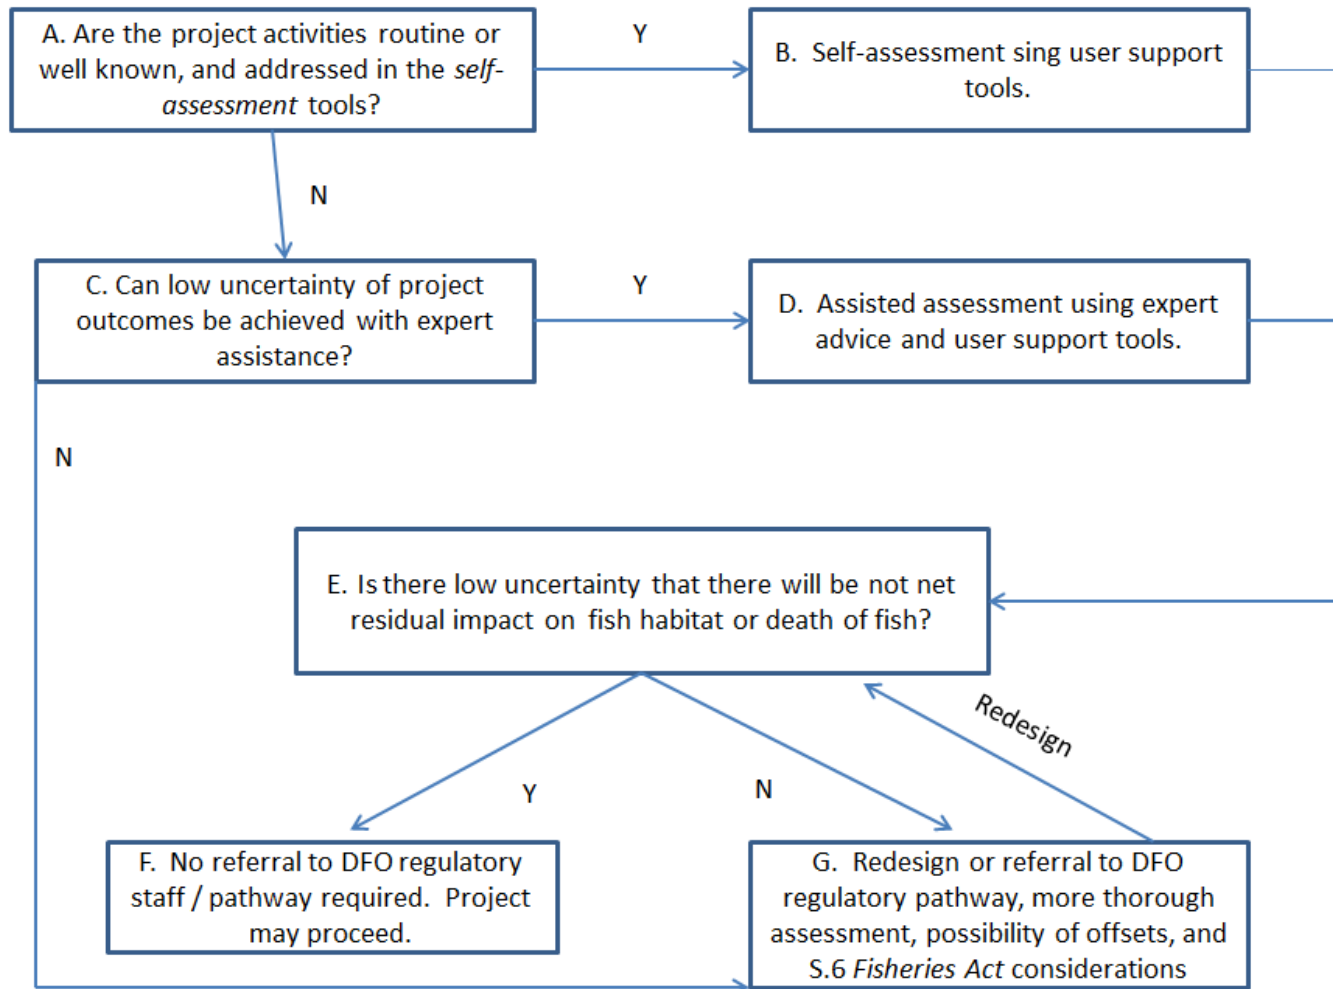 A. Are the project activities routine or
well known, and addressed in the self-
assessment tools?
Y
B. Self-assessment sing user support
tools.
N
C. Can low uncertainty of project
outcomes be achieved with expert
assistance?
Y
D. Assisted assessment using expert
advice and user support tools.
N
E. Is there low uncertainty that there will be not net
residual impact on fish habitat or death of fish?
Redesign
Y
N
F. No referral to DFO regulatory
staff / pathway required. Project
may proceed.
G. Redesign or referral to DFO
regulatory pathway, more thorough
assessment, possibility of offsets, and
S.6 Fisheries Act considerations